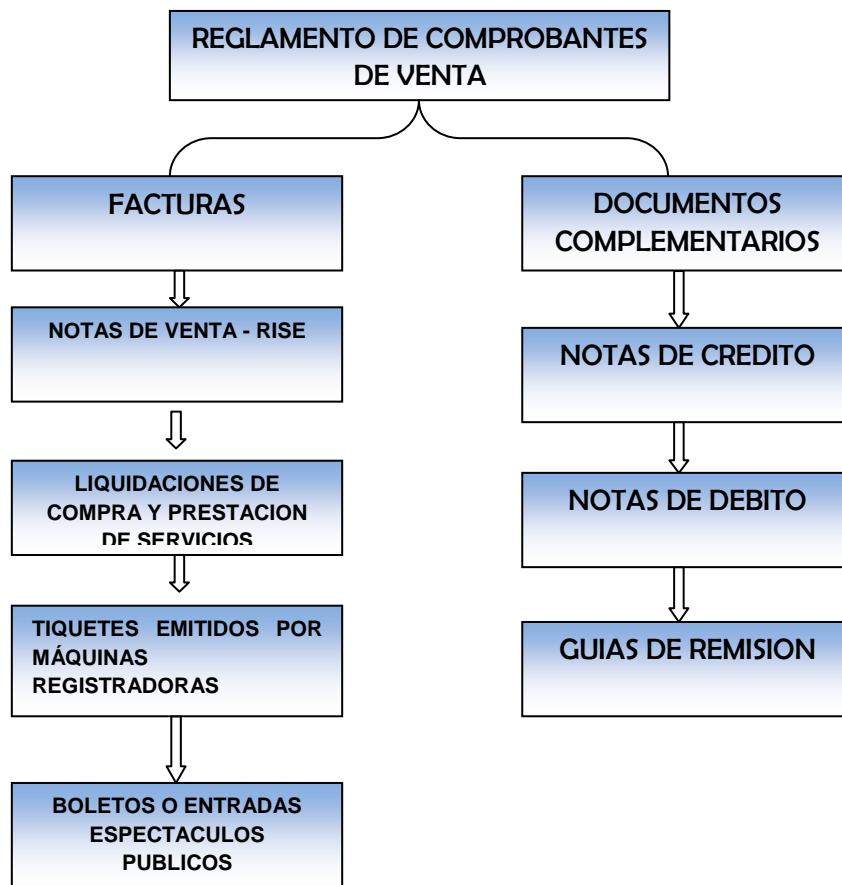 REGLAMENTO DE COMPROBANTES
DE VENTA
FACTURAS
NOTAS DE VENTA - RISE
LIQUIDACIONES DE
COMPRA Y PRESTACION
DE SERVICIOS
TIQUETES EMITIDOS POR
MÁQUINAS
REGISTRADORAS
BOLETOS O ENTRADAS
ESPECTACULOS
PUBLICOS
DOCUMENTOS
COMPLEMENTARIOS
NOTAS DE CREDITO
NOTAS DE DEBITO
GUIAS DE REMISION